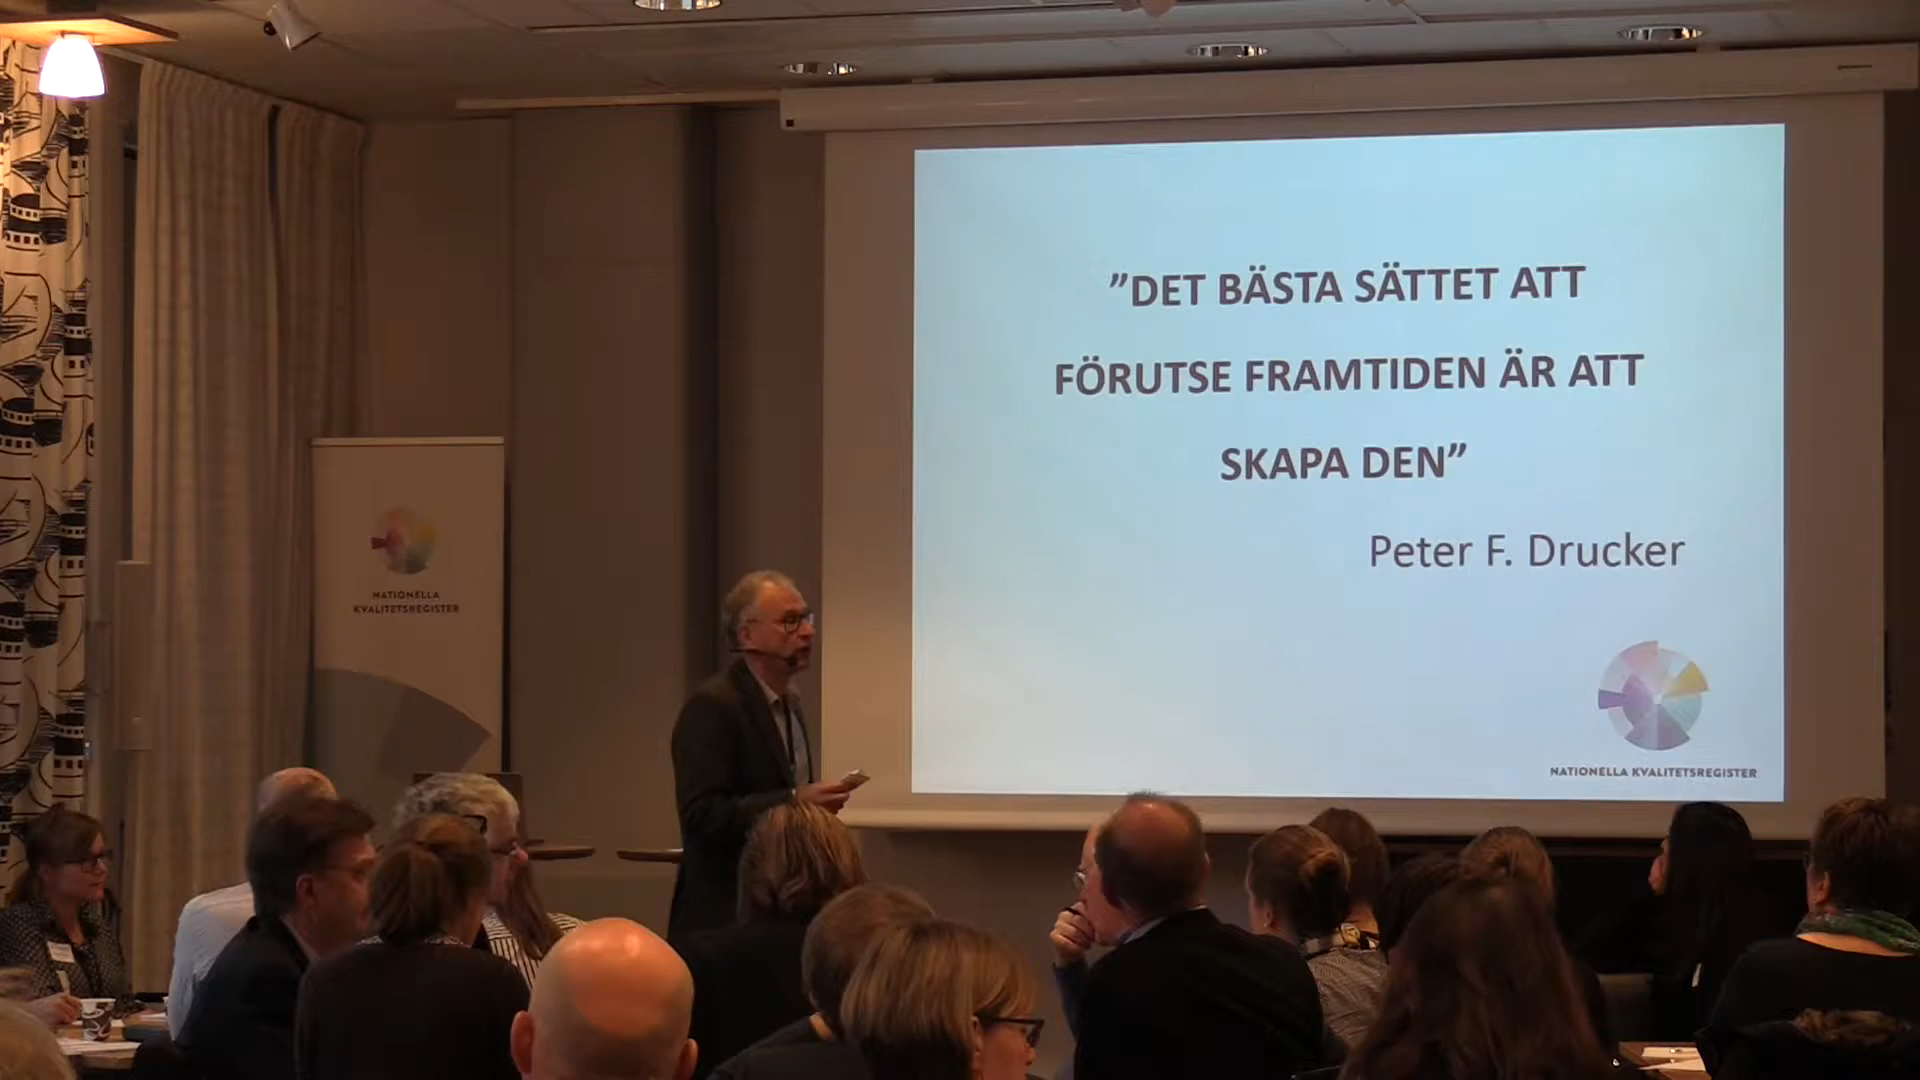 ”DET BÄSTA SÄTTET ATT
FÖRUTSE FRAMTIDEN ÄR ATT
SKAPA DEN”
Peter F. Drucker
NATIONELLA KVALITETSREGISTER
NATIONELLA
KVALITETSREGISTER